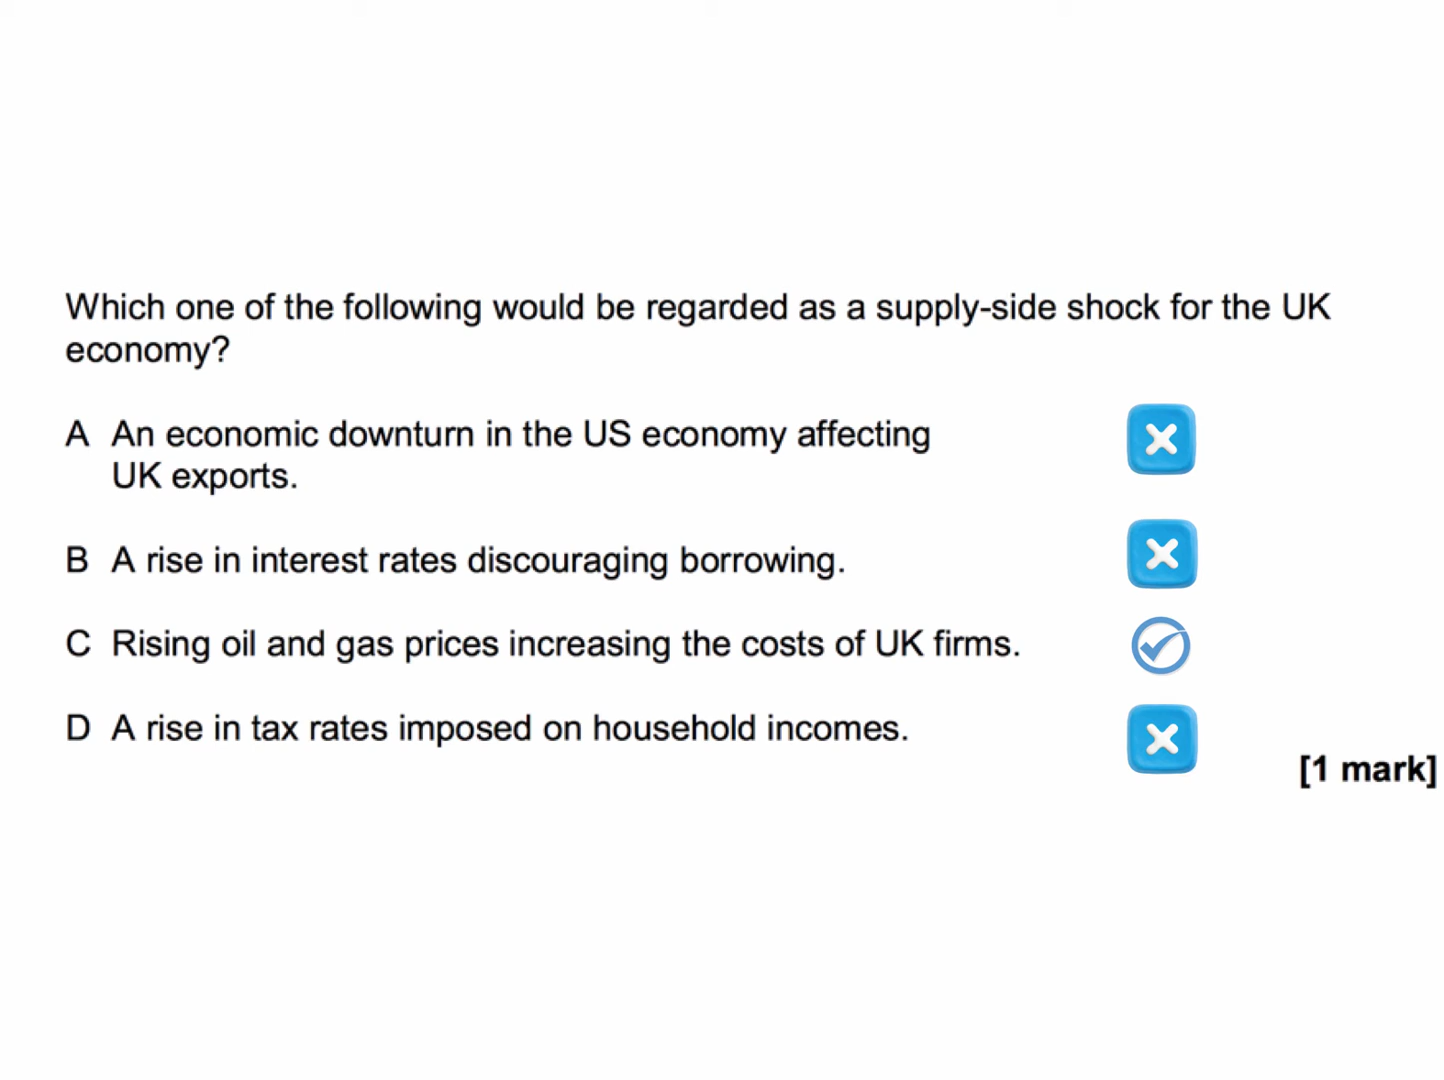 Which one of the following would be regarded as a supply-side shock for the UK
economy?
A An economic downturn in the US economy affecting
UK exports.
B A rise in interest rates discouraging borrowing.
C Rising oil and gas prices increasing the costs of UK firms.
D A rise in tax rates imposed on household incomes.
[1 mark]